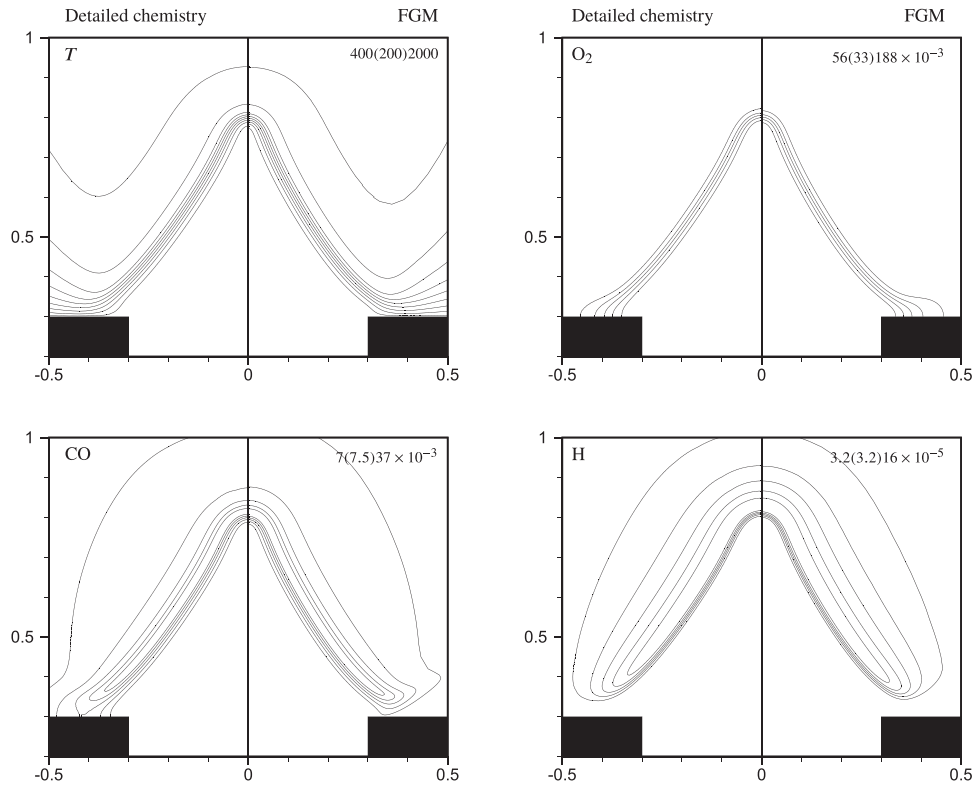 Detailed chemistry FGM Detailed chemistry FGM
1 T 400(200)2000 1 O₂ 56(33)188 × 10⁻³
0.5 0.5
-0.5 0 0.5 -0.5 0 0.5
1 CO 7(7.5)37 × 10⁻³ 1 H 3.2(3.2)16 × 10⁻⁵
0.5 0.5
-0.5 0 0.5 -0.5 0 0.5